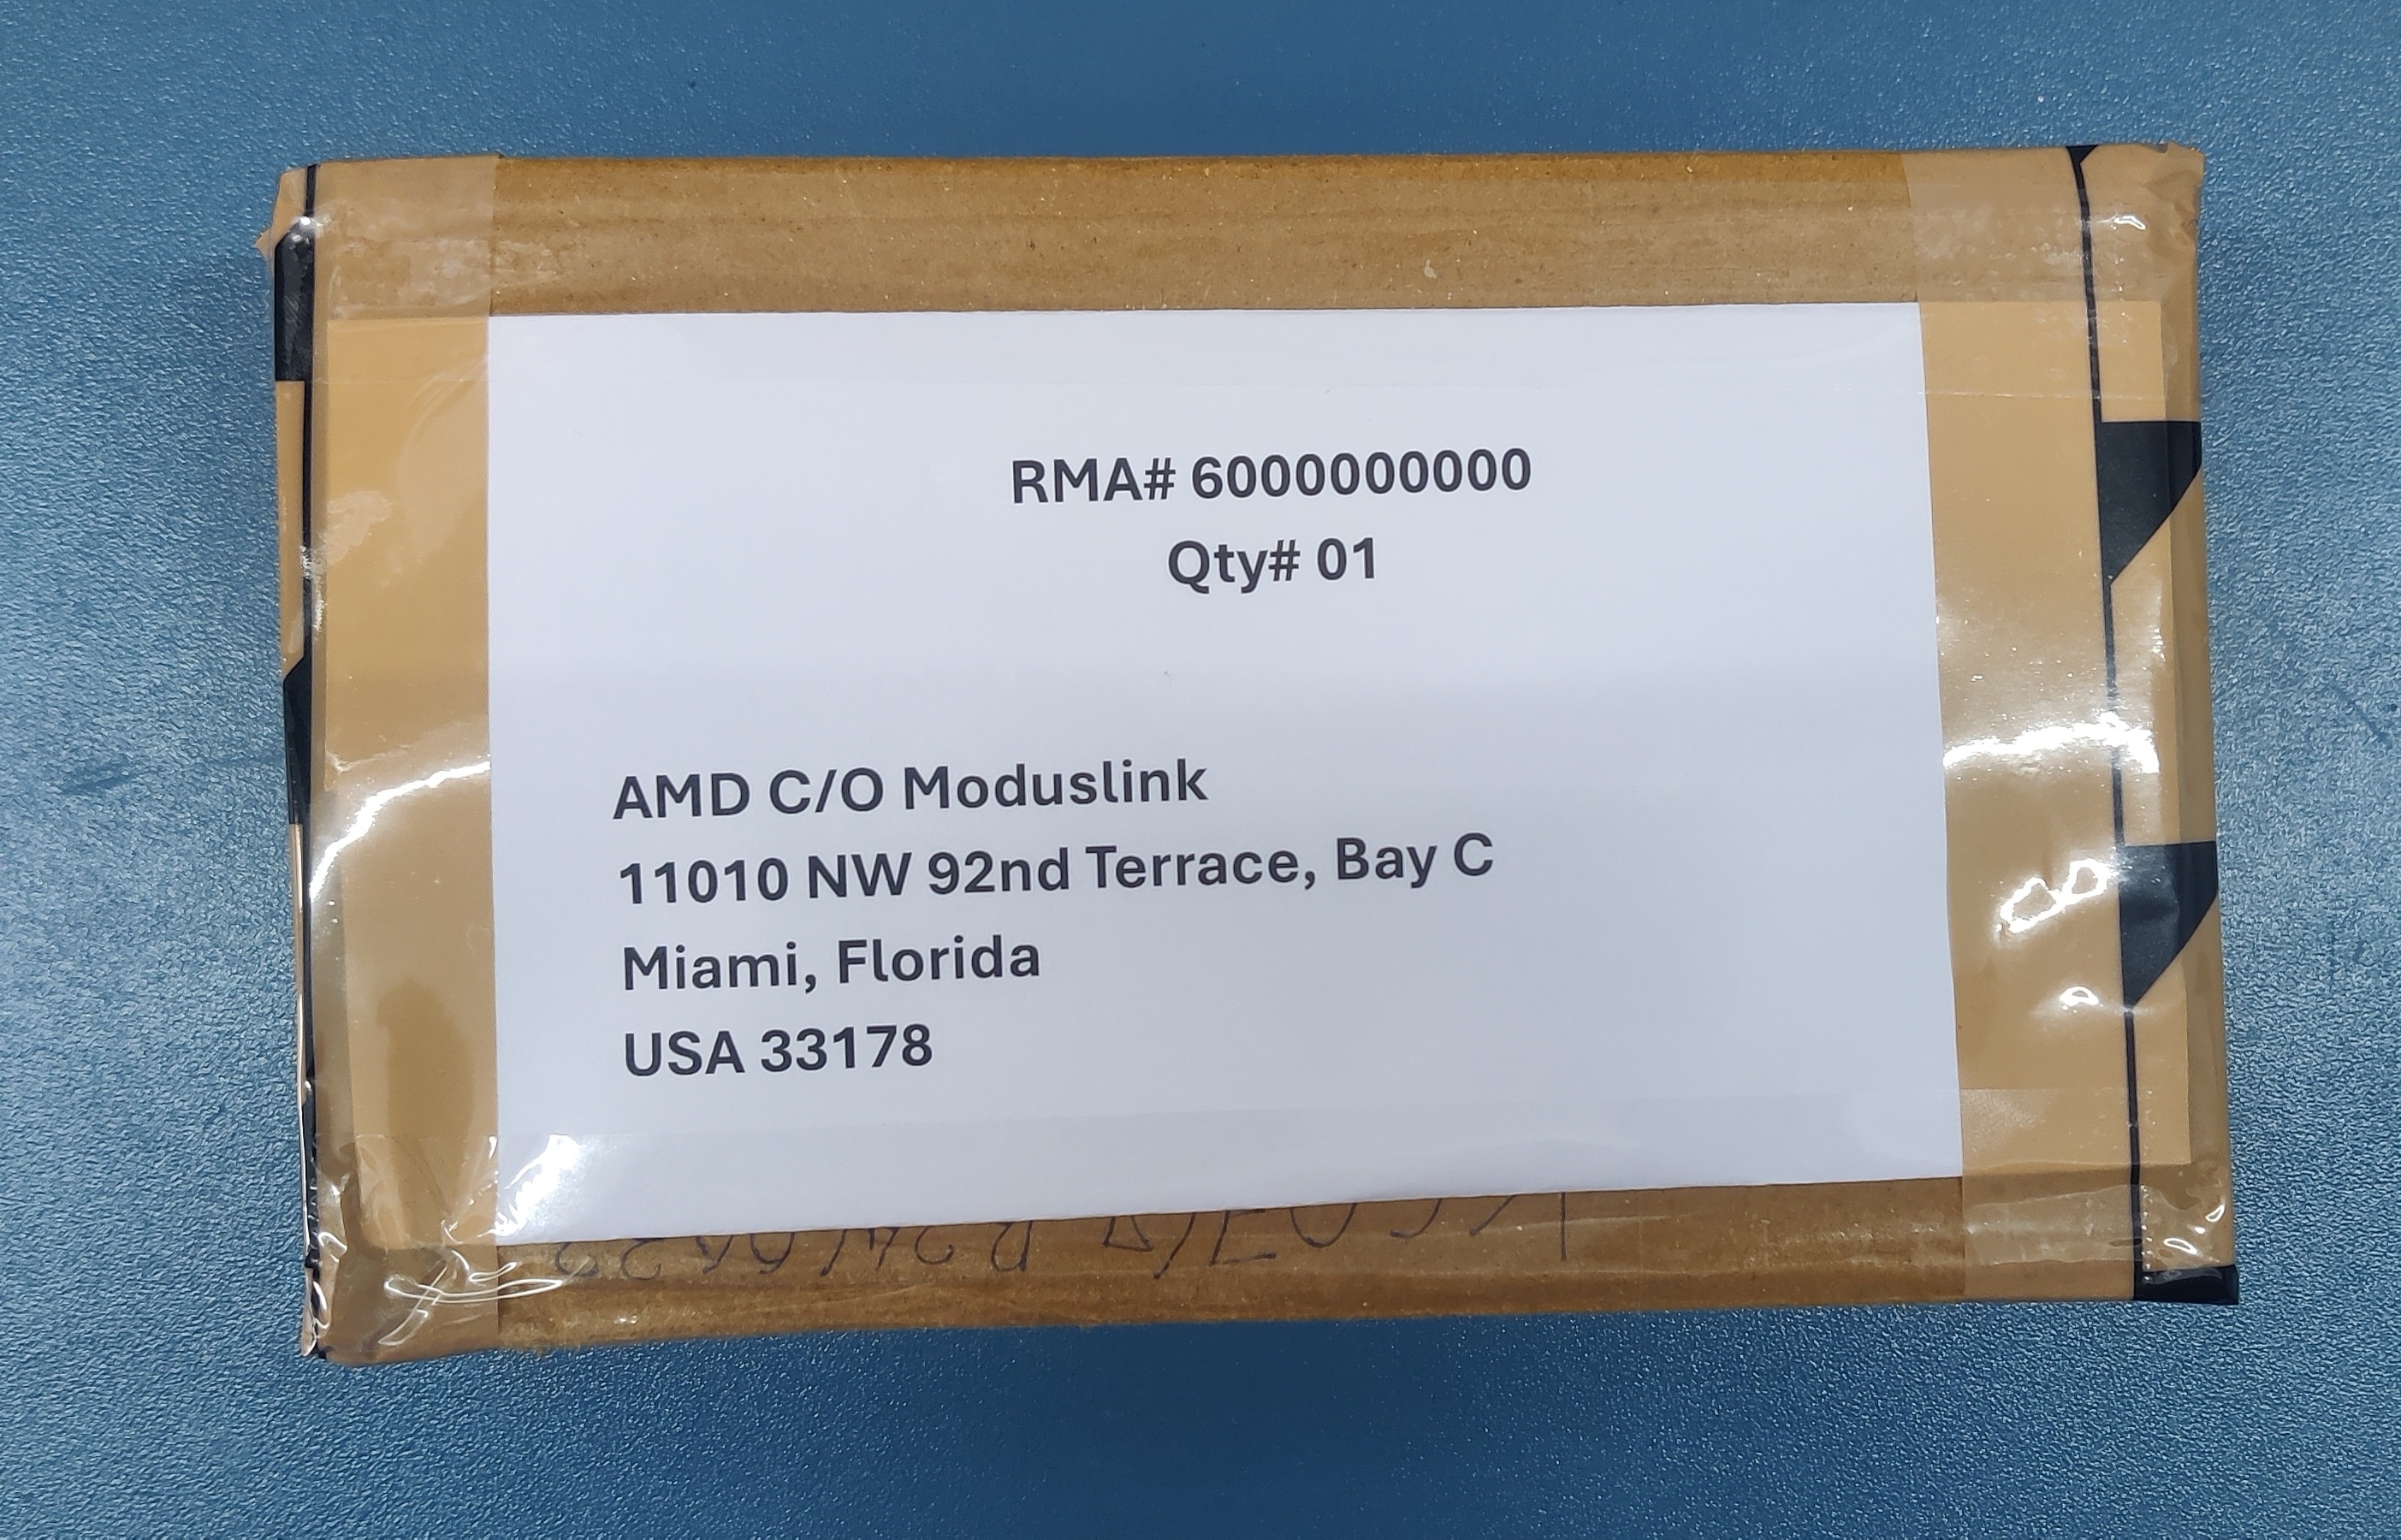 RMA# 6000000000
Qty# 01
AMD C/O Moduslink
11010 NW 92nd Terrace, Bay C
Miami, Florida
USA 33178